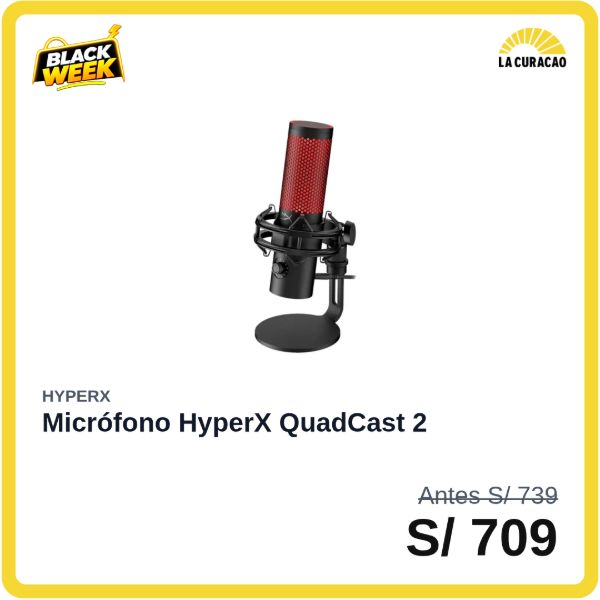 BLACK
WEEK
LA CURACAO
HYPERX
Micrófono HyperX QuadCast 2
Antes S/ 739
S/ 709